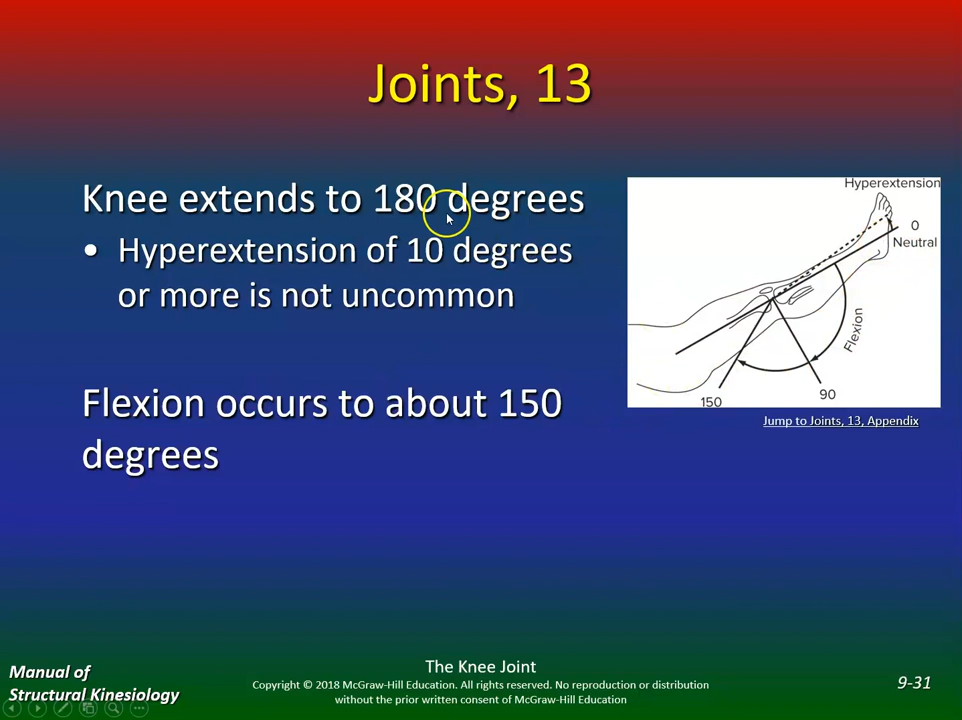 Joints, 13
Knee extends to 180 degrees
• Hyperextension of 10 degrees
or more is not uncommon
Flexion occurs to about 150
degrees
Hyperextension
0
Neutral
Flexion
90
150
Jump to Joints, 13, Appendix
Manual of
Structural Kinesiology
The Knee Joint
Copyright © 2018 McGraw-Hill Education. All rights reserved. No reproduction or distribution
without the prior written consent of McGraw-Hill Education
9-31